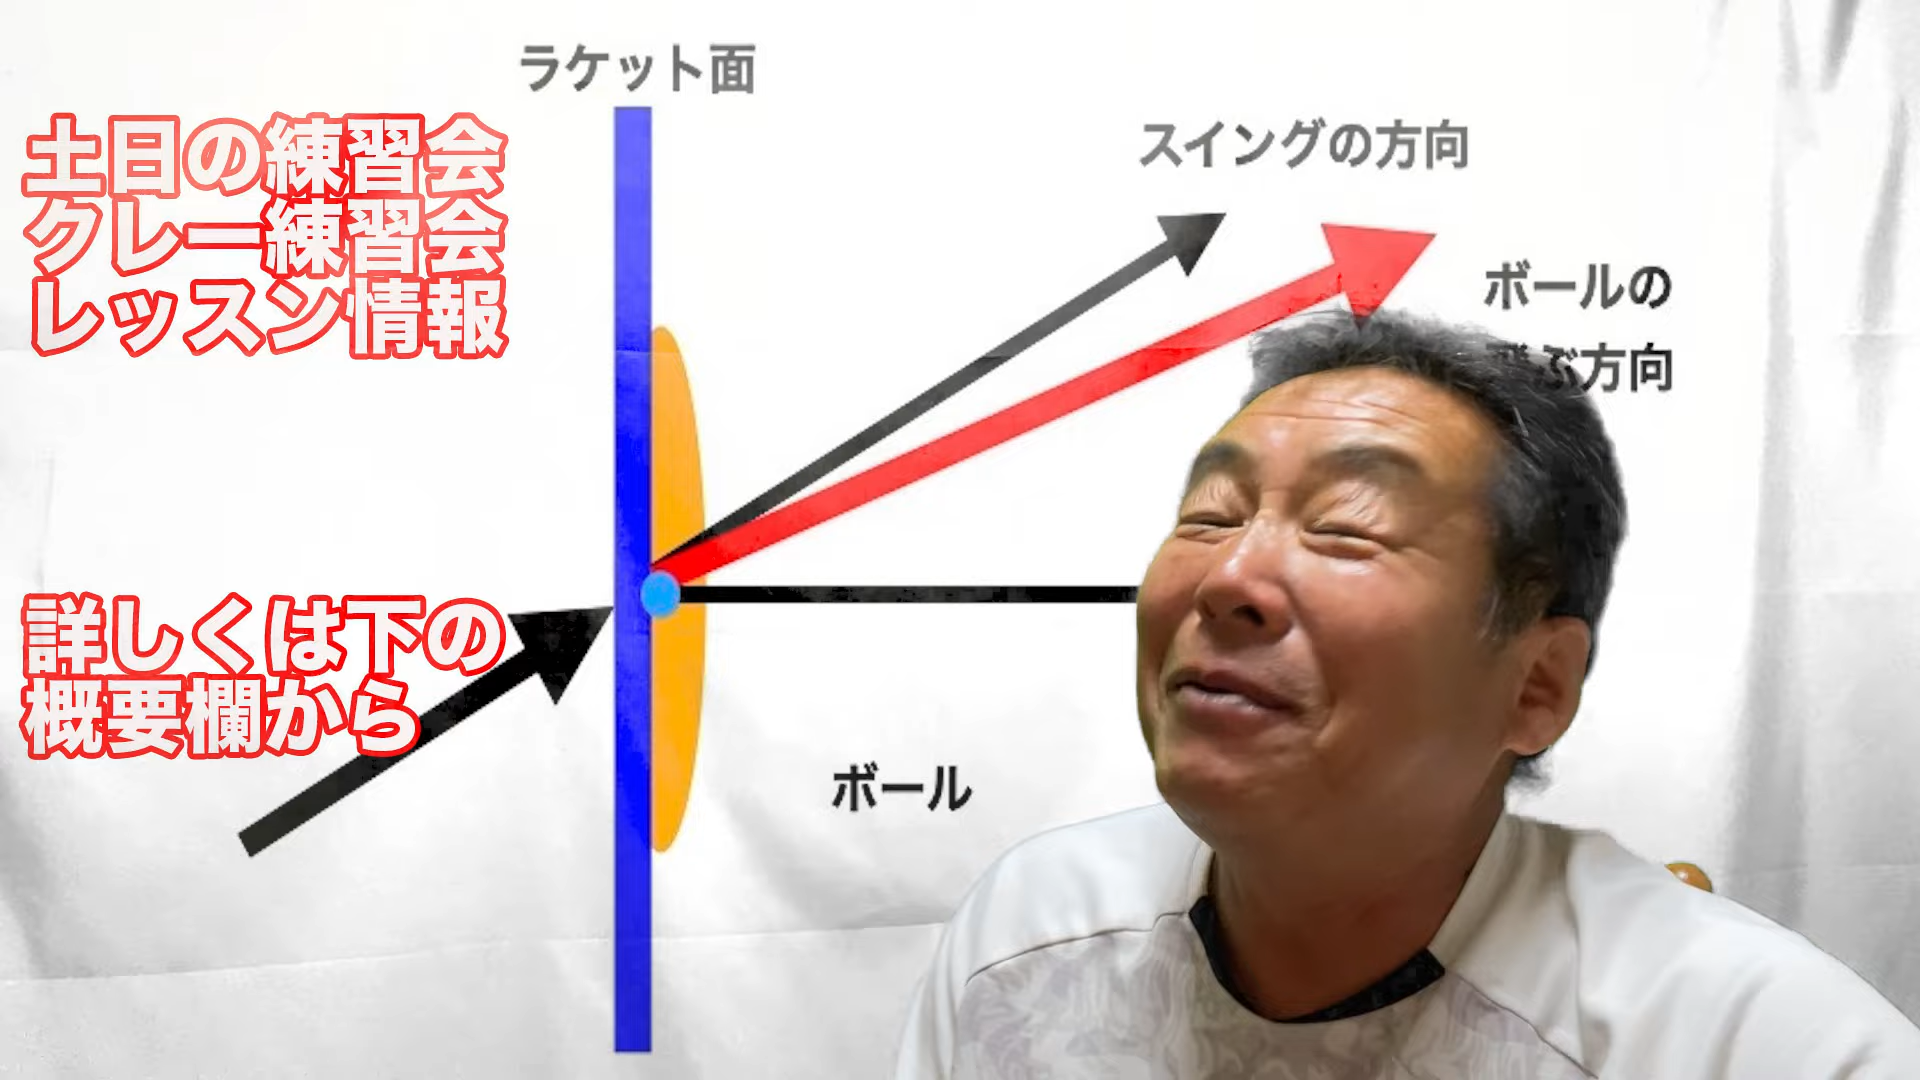 ラケット面
土日の練習会
クレー練習会
レッスン情報
スイングの方向
ボールの
ぶ方向
詳しくは下の
概要欄から
ボール